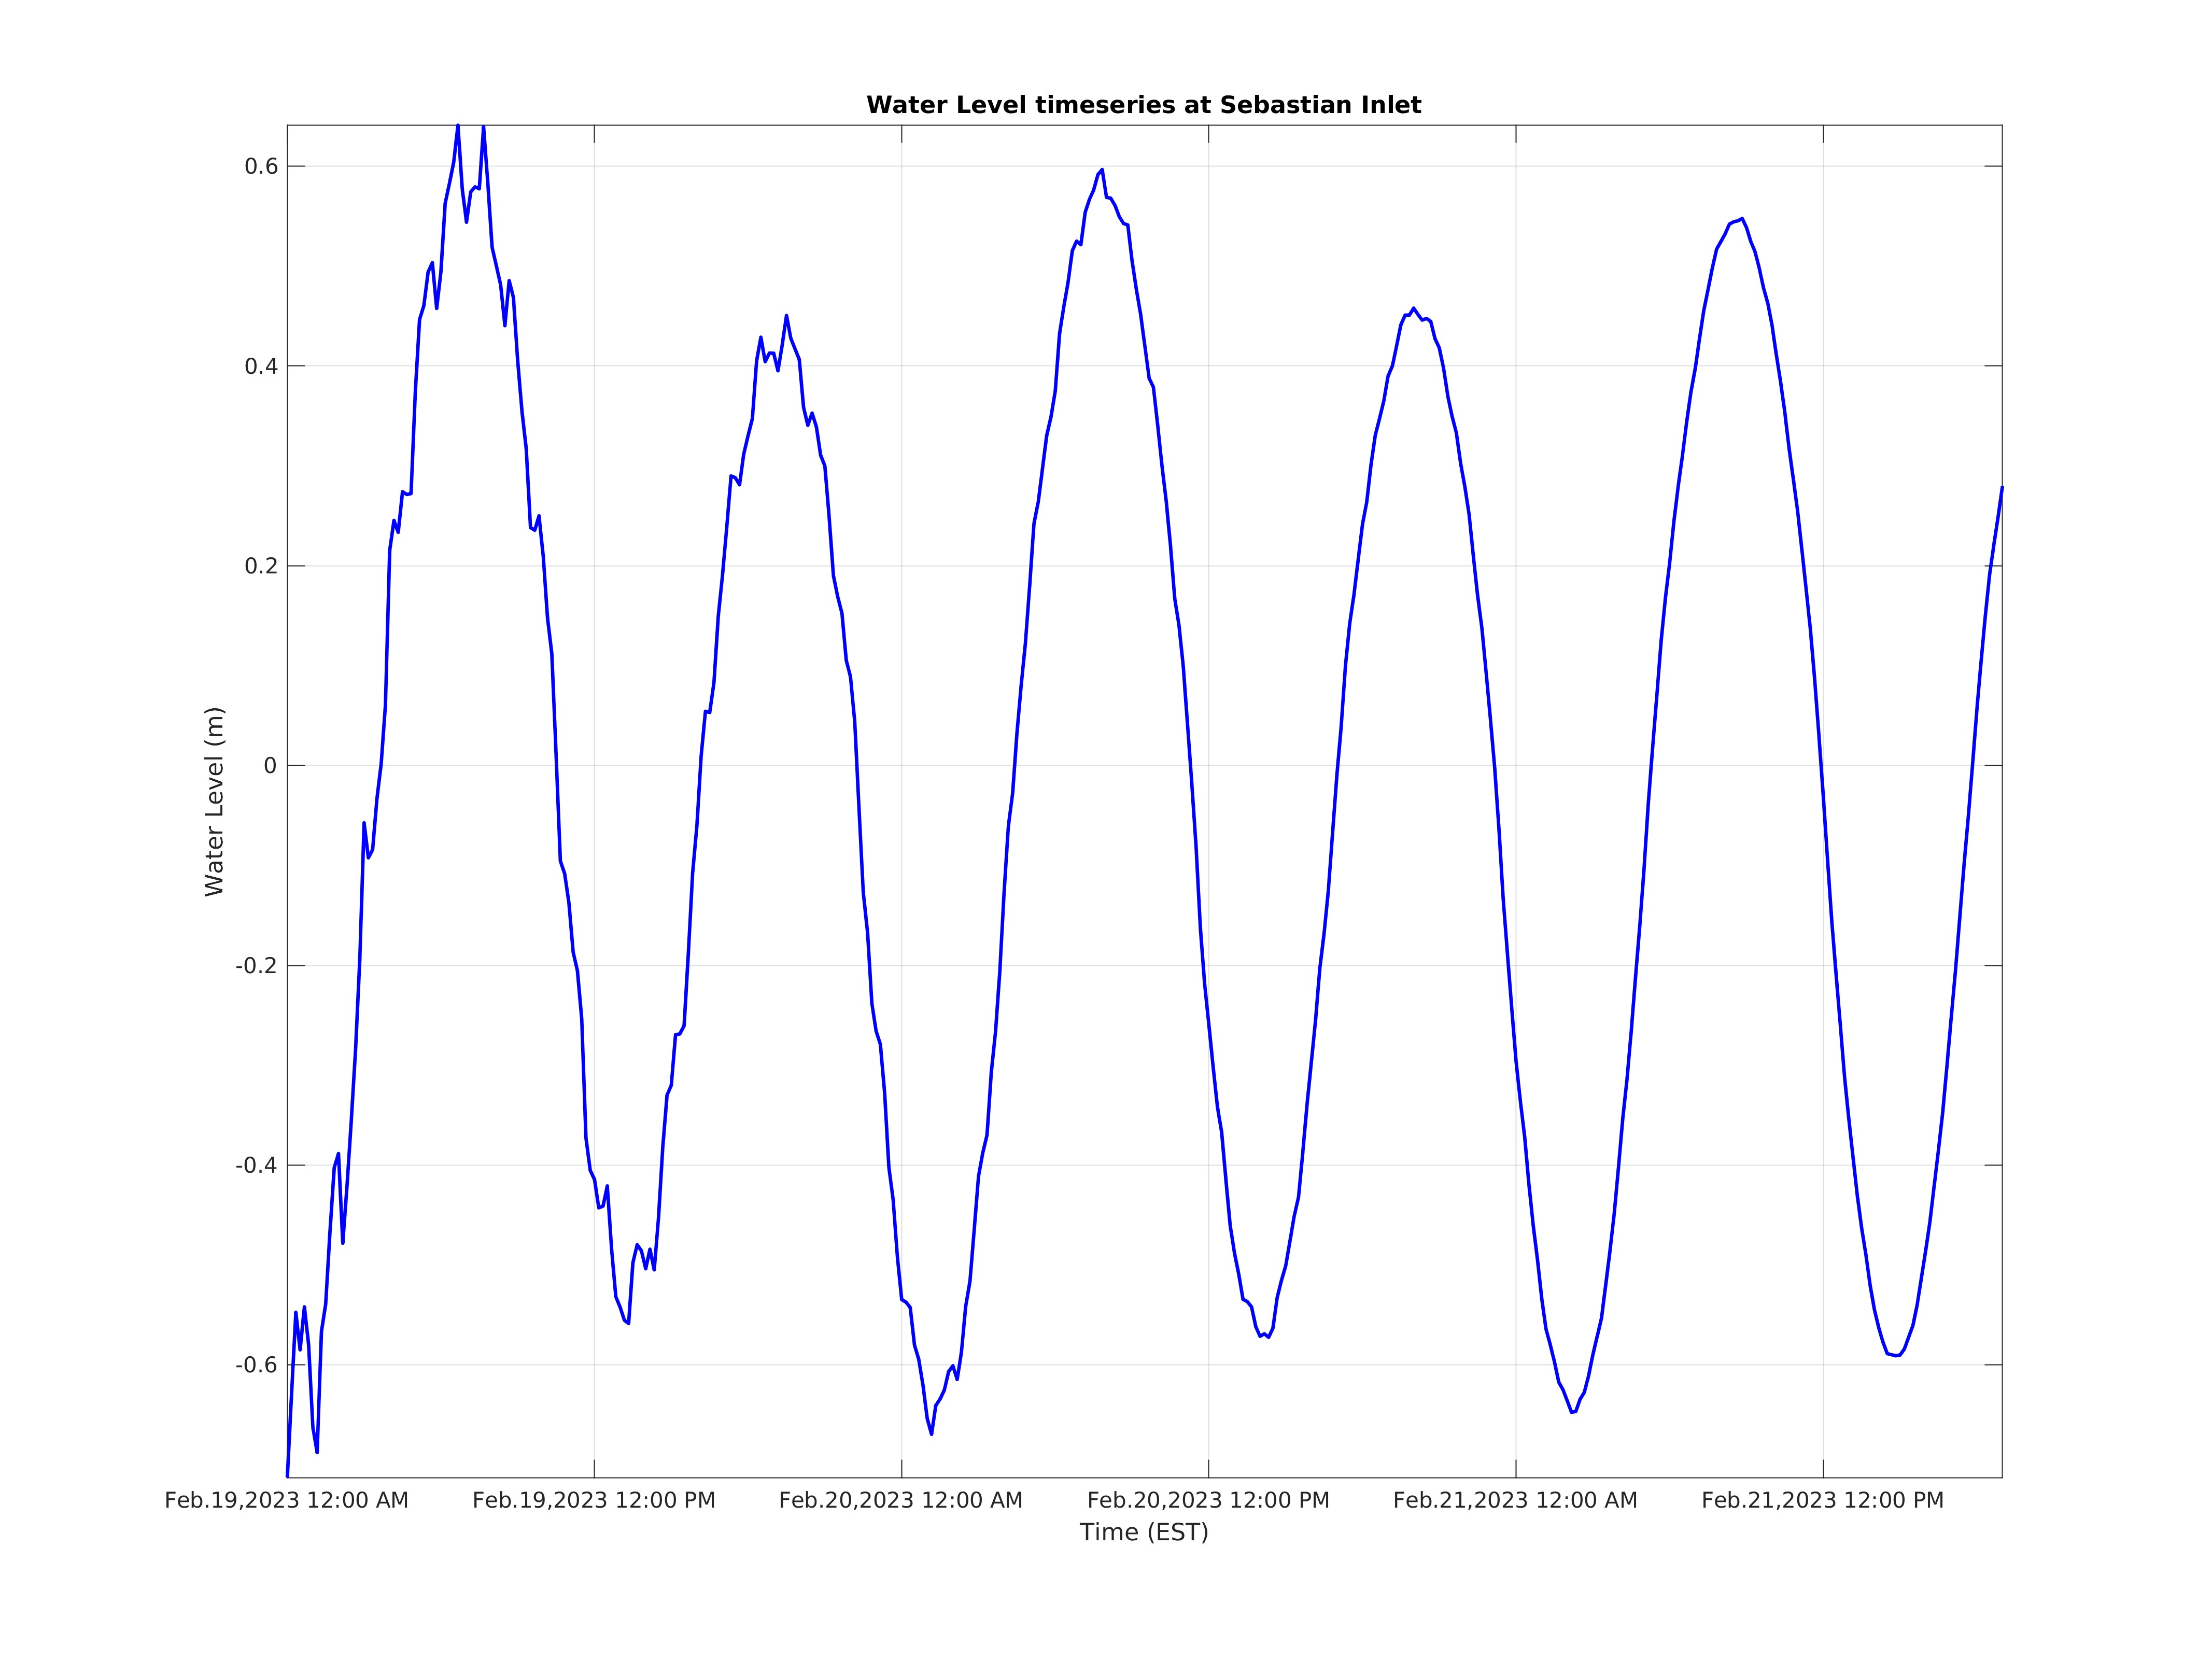 Water Level timeseries at Sebastian Inlet
0.6
0.4
0.2
0
-0.2
-0.4
-0.6
Water Level (m)
Feb.19,2023 12:00 AM Feb.19,2023 12:00 PM Feb.20,2023 12:00 AM Feb.20,2023 12:00 PM Feb.21,2023 12:00 AM Feb.21,2023 12:00 PM
Time (EST)